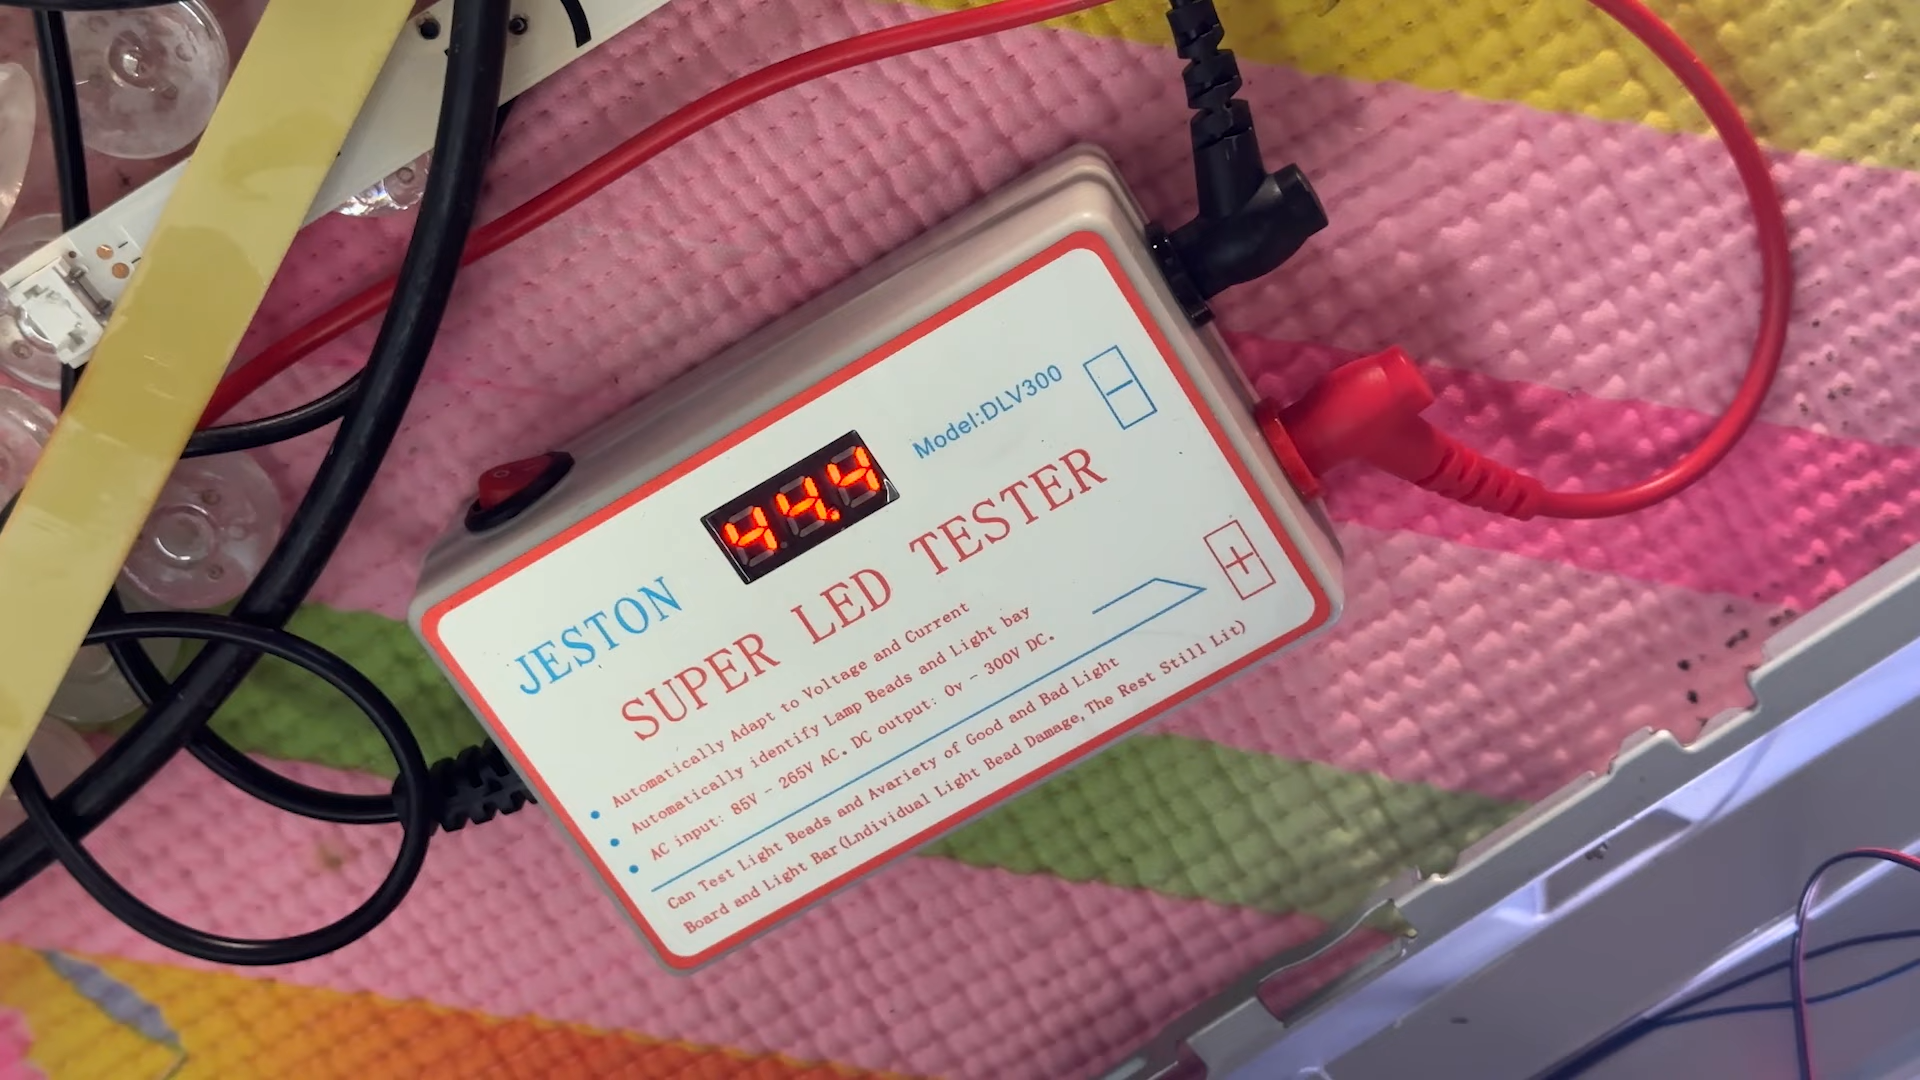 44.4
Model:DLV300
JESTON
SUPER LED TESTER
Automatically Adapt to Voltage and Current
Automatically identify Lamp Beads and Light bay
AC input: 85V - 265V AC. DC output: 0v - 300V DC.
Can Test Light Beads and Avariety of Good and Bad Light
Board and Light Bar(Lndividual Light Bead Damage, The Rest Still Lit)